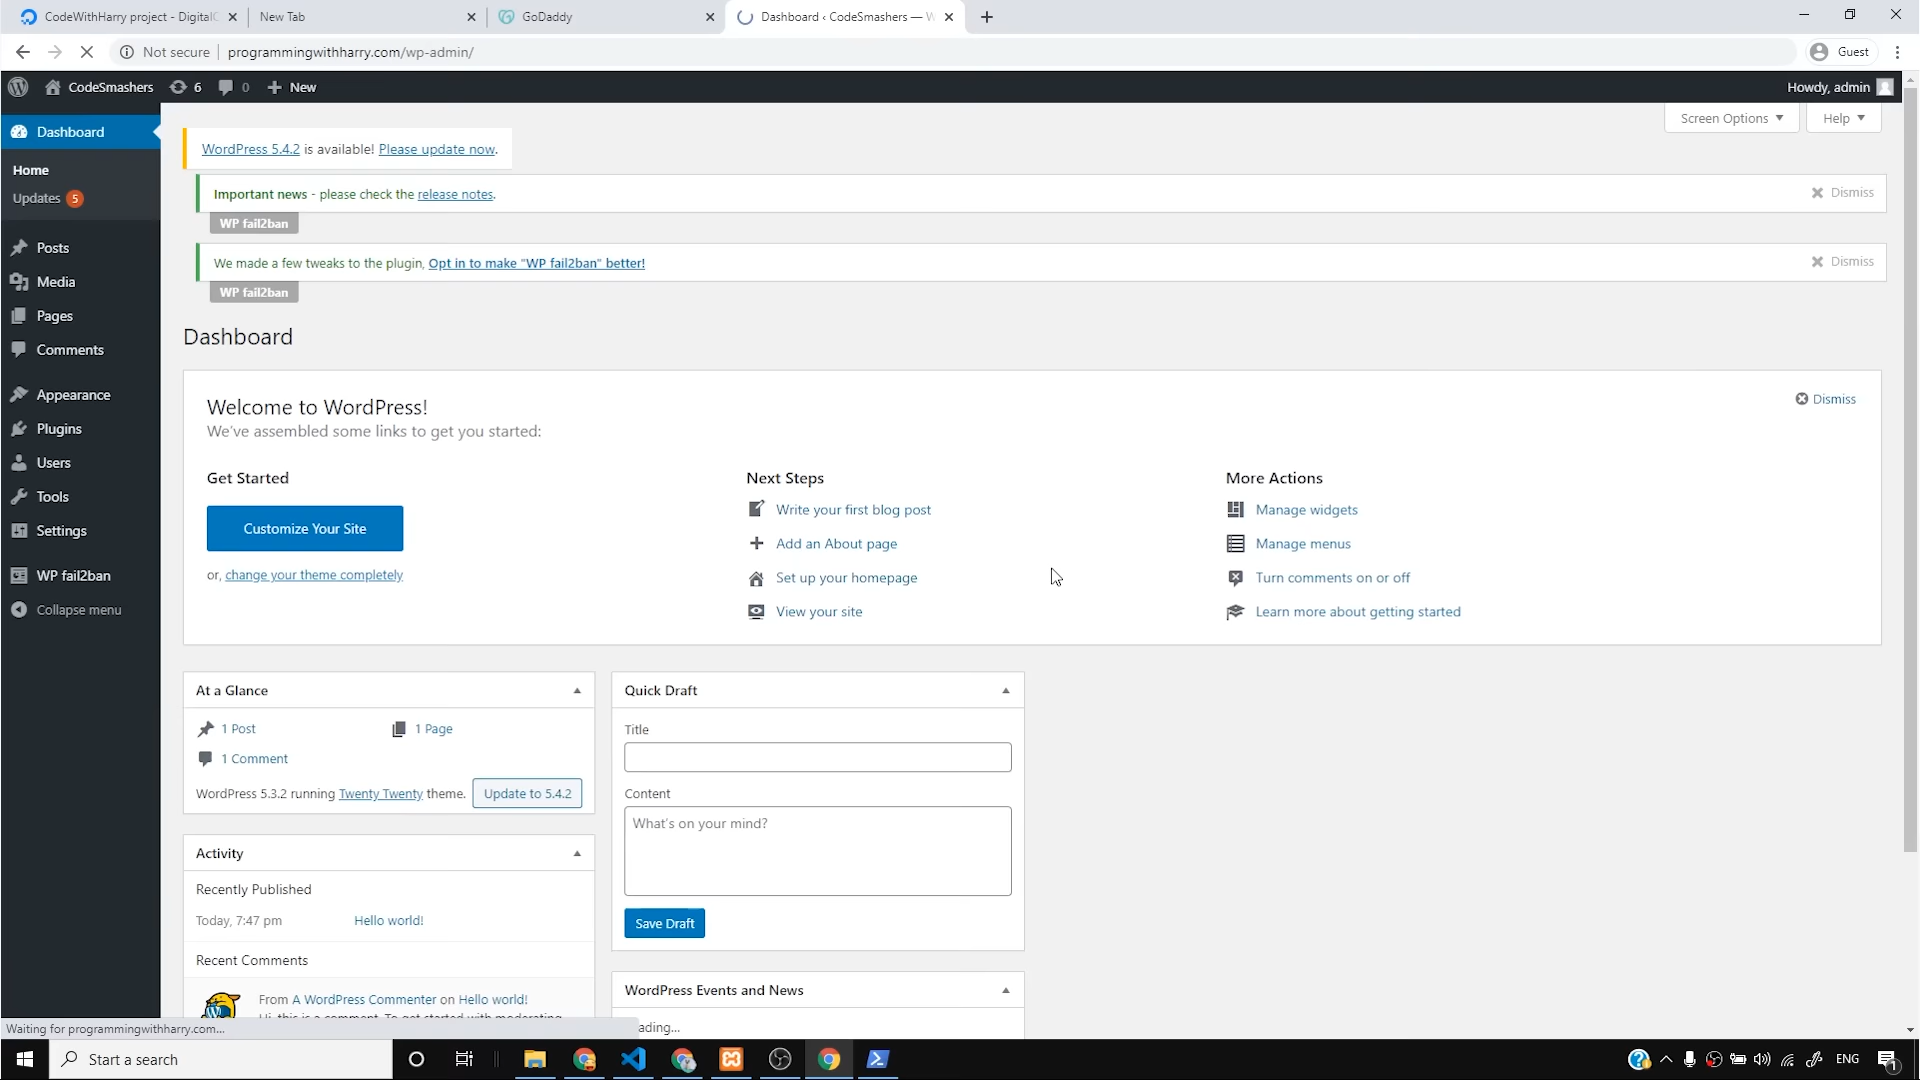 CodeWithHarry project - Digital
New Tab
GoDaddy
Dashboard ‹ CodeSmashers — W
Not secure
programmingwithharry.com/wp-admin/
Guest
CodeSmashers
6
0
New
Howdy, admin
Dashboard
Home
Updates 5
Posts
Media
Pages
Comments
Appearance
Plugins
Users
Tools
Settings
WP fail2ban
Collapse menu
Screen Options
Help
WordPress 5.4.2 is available! Please update now.
Important news - please check the release notes.
Dismiss
WP fail2ban
We made a few tweaks to the plugin, Opt in to make "WP fail2ban" better!
Dismiss
WP fail2ban
Dashboard
Welcome to WordPress!
We've assembled some links to get you started:
Dismiss
Get Started
Customize Your Site
or, change your theme completely
Next Steps
Write your first blog post
Add an About page
Set up your homepage
View your site
More Actions
Manage widgets
Manage menus
Turn comments on or off
Learn more about getting started
At a Glance
1 Post
1 Page
1 Comment
WordPress 5.3.2 running Twenty Twenty theme.
Update to 5.4.2
Activity
Recently Published
Today, 7:47 pm
Hello world!
Recent Comments
From A WordPress Commenter on Hello world!
Hi, this is a comment. To get started with moderating,
Quick Draft
Title
Content
What's on your mind?
Save Draft
WordPress Events and News
ading...
Waiting for programmingwithharry.com...
Start a search
ENG
1